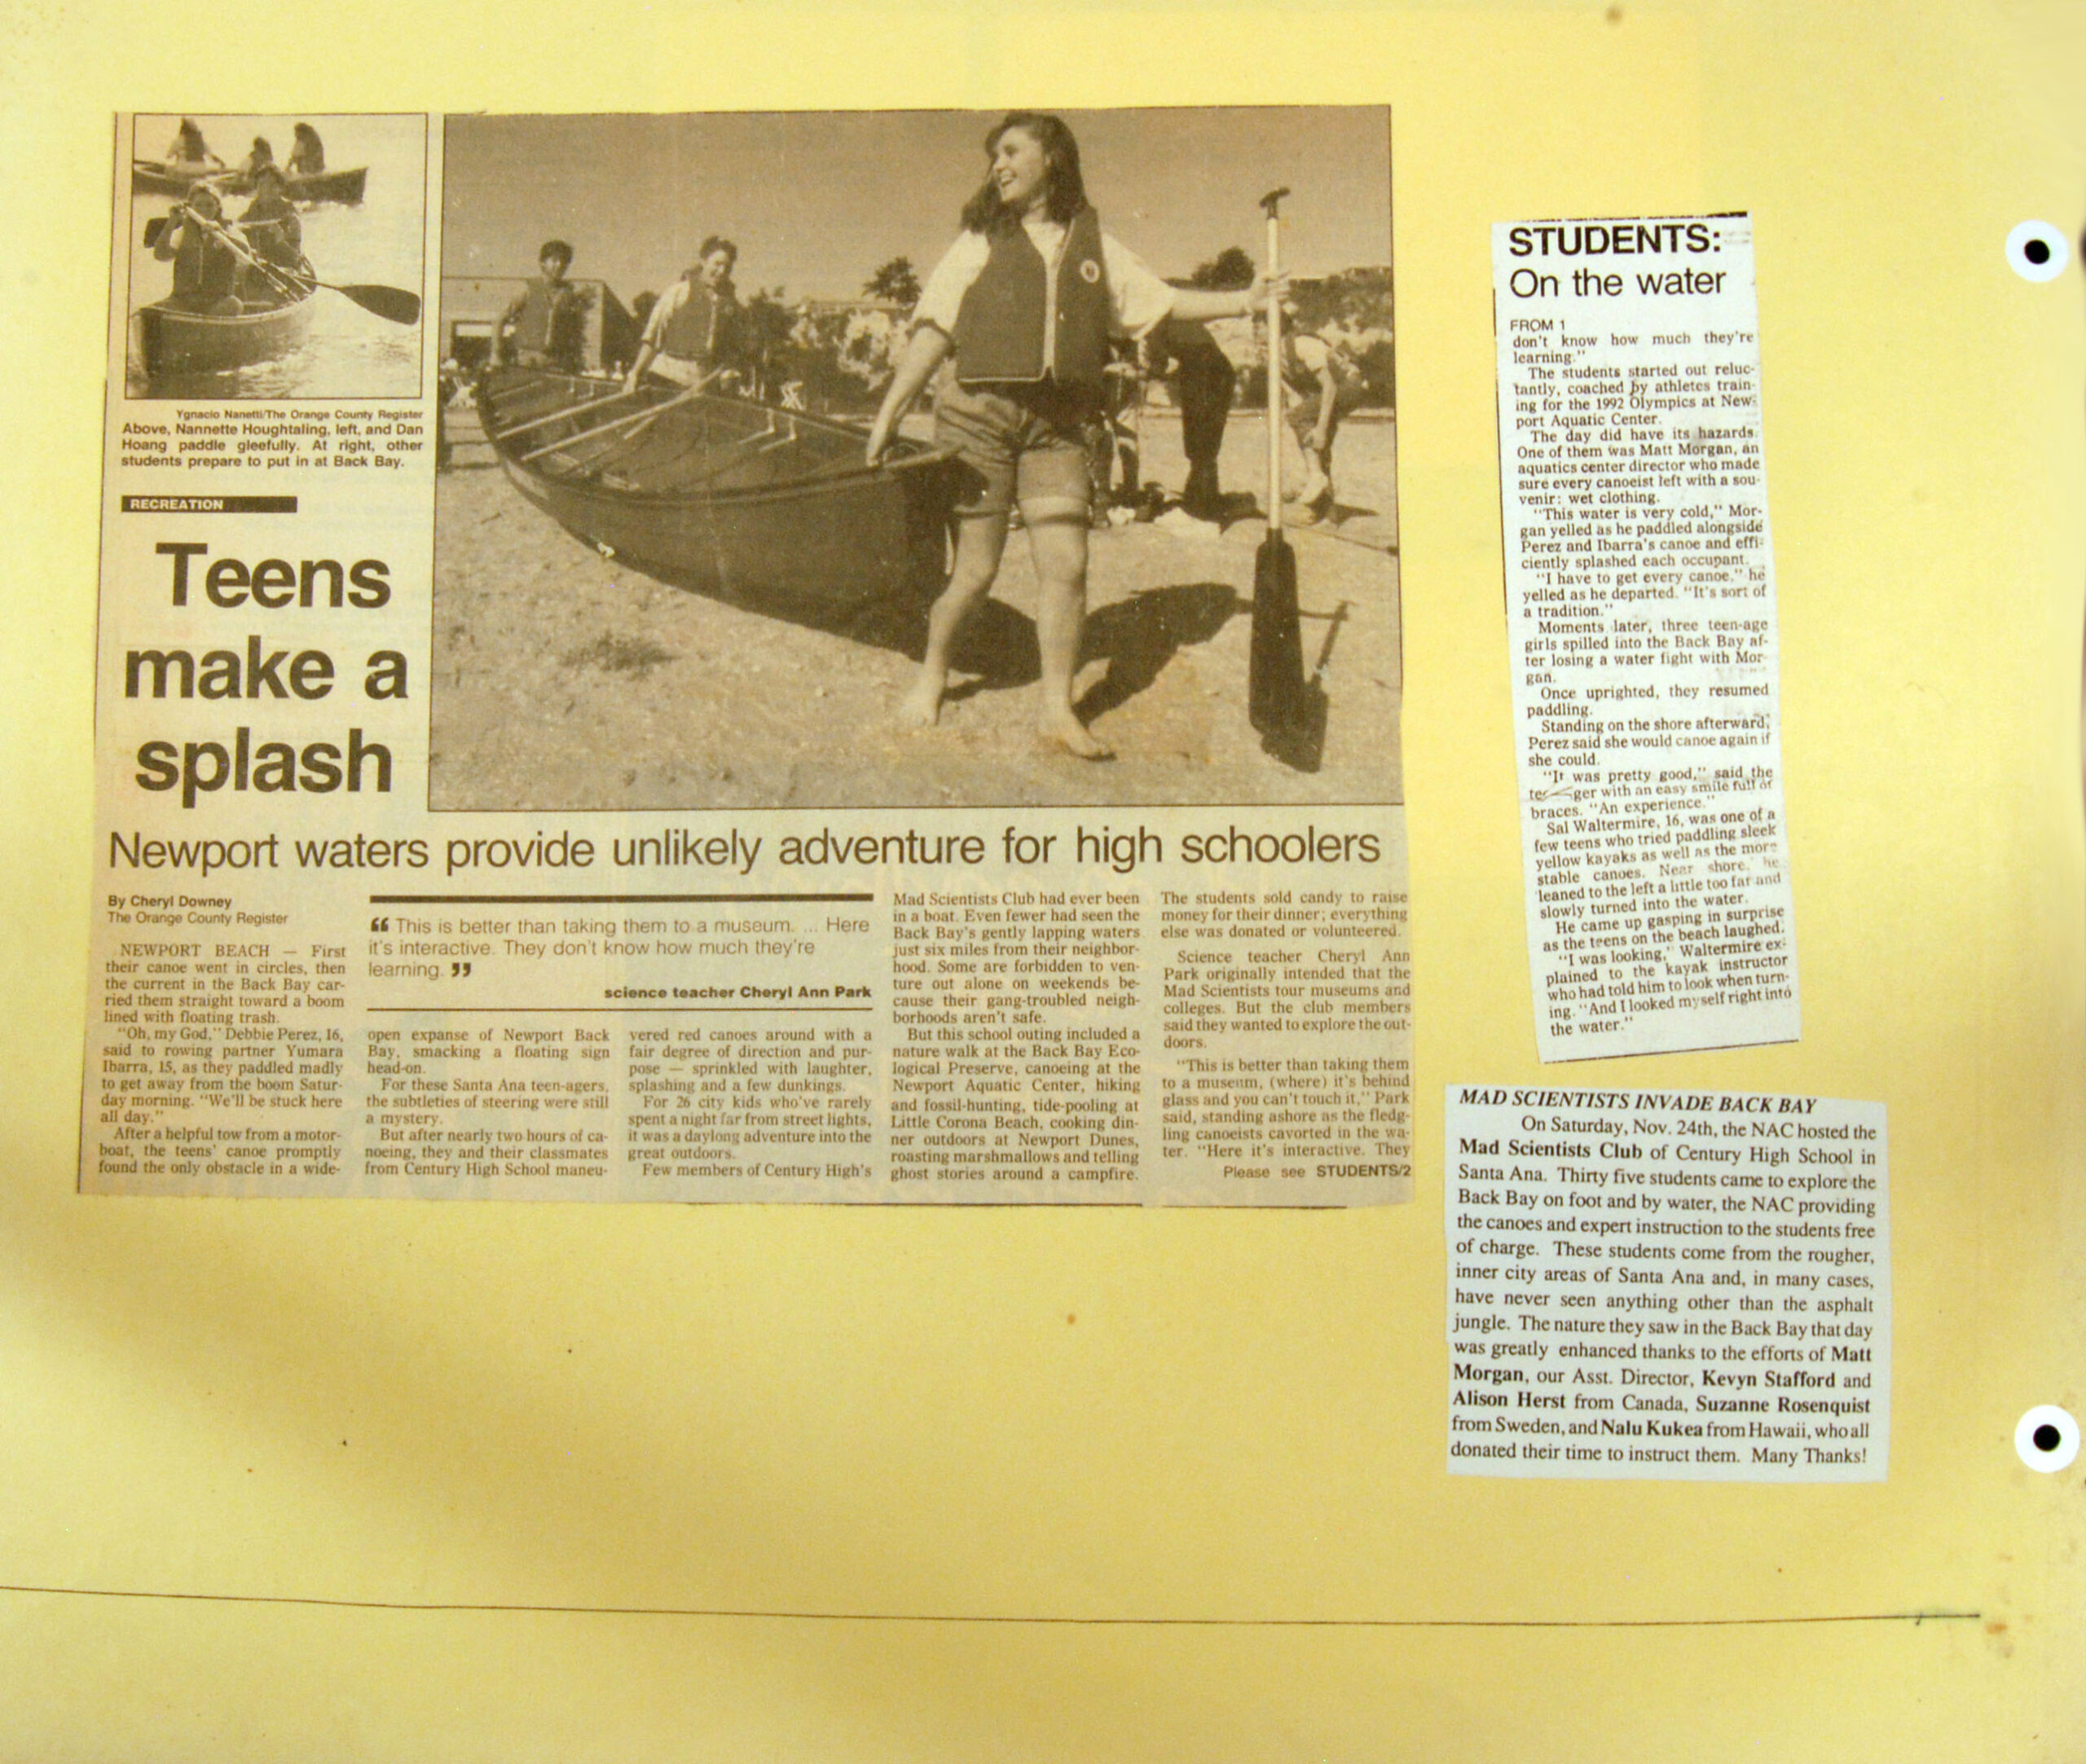 Ygnacio Nanetti/The Orange County Register
Above, Nannette Houghtaling, left, and Dan
Hoang paddle gleefully. At right, other
students prepare to put in at Back Bay.
RECREATION
Teens
make a
splash
Newport waters provide unlikely adventure for high schoolers
By Cheryl Downey
The Orange County Register
NEWPORT BEACH — First
their canoe went in circles, then
the current in the Back Bay car-
ried them straight toward a boom
lined with floating trash.
"Oh, my God," Debbie Perez, 16,
said to rowing partner Yumara
Ibarra, 15, as they paddled madly
to get away from the boom Satur-
day morning. "We'll be stuck here
all day."
After a helpful tow from a motor-
boat, the teens' canoe promptly
found the only obstacle in a wide-
“ This is better than taking them to a museum. ... Here
it's interactive. They don't know how much they're
learning. ”
science teacher Cheryl Ann Park
open expanse of Newport Back
Bay, smacking a floating sign
head-on.
For these Santa Ana teen-agers,
the subtleties of steering were still
a mystery.
But after nearly two hours of ca-
noeing, they and their classmates
from Century High School maneu-
vered red canoes around with a
fair degree of direction and pur-
pose — sprinkled with laughter,
splashing and a few dunkings.
For 26 city kids who've rarely
spent a night far from street lights,
it was a daylong adventure into the
great outdoors.
Few members of Century High's
Mad Scientists Club had ever been
in a boat. Even fewer had seen the
Back Bay's gently lapping waters
just six miles from their neighbor-
hood. Some are forbidden to ven-
ture out alone on weekends be-
cause their gang-troubled neigh-
borhoods aren't safe.
But this school outing included a
nature walk at the Back Bay Eco-
logical Preserve, canoeing at the
Newport Aquatic Center, hiking
and fossil-hunting, tide-pooling at
Little Corona Beach, cooking din-
ner outdoors at Newport Dunes,
roasting marshmallows and telling
ghost stories around a campfire.
The students sold candy to raise
money for their dinner; everything
else was donated or volunteered.
Science teacher Cheryl Ann
Park originally intended that the
Mad Scientists tour museums and
colleges. But the club members
said they wanted to explore the out-
doors.
"This is better than taking them
to a museum, (where) it's behind
glass and you can't touch it," Park
said, standing ashore as the fledg-
ling canoeists cavorted in the wa-
ter. "Here it's interactive. They
Please see STUDENTS/2
STUDENTS:
On the water
FROM 1
don't know how much they're
learning."
The students started out reluc-
tantly, coached by athletes train-
ing for the 1992 Olympics at New-
port Aquatic Center.
The day did have its hazards.
One of them was Matt Morgan, an
aquatics center director who made
sure every canoeist left with a sou-
venir: wet clothing.
"This water is very cold," Mor-
gan yelled as he paddled alongside
Perez and Ibarra's canoe and effi-
ciently splashed each occupant.
"I have to get every canoe," he
yelled as he departed. "It's sort of
a tradition."
Moments later, three teen-age
girls spilled into the Back Bay af-
ter losing a water fight with Mor-
gan.
Once uprighted, they resumed
paddling.
Standing on the shore afterward,
Perez said she would canoe again if
she could.
"It was pretty good," said the
ger with an easy smile full of
braces. "An experience."
Sal Waltermire, 16, was one of a
few teens who tried paddling sleek
yellow kayaks as well as the more
stable canoes. Near shore, he
leaned to the left a little too far and
slowly turned into the water.
He came up gasping in surprise
as the teens on the beach laughed.
"I was looking," Waltermire ex-
plained to the kayak instructor
who had told him to look when turn-
ing. "And I looked myself right into
the water."
MAD SCIENTISTS INVADE BACK BAY
On Saturday, Nov. 24th, the NAC hosted the
Mad Scientists Club of Century High School in
Santa Ana. Thirty five students came to explore the
Back Bay on foot and by water, the NAC providing
the canoes and expert instruction to the students free
of charge. These students come from the rougher,
inner city areas of Santa Ana and, in many cases,
have never seen anything other than the asphalt
jungle. The nature they saw in the Back Bay that day
was greatly enhanced thanks to the efforts of Matt
Morgan, our Asst. Director, Kevyn Stafford and
Alison Herst from Canada, Suzanne Rosenquist
from Sweden, and Nalu Kukea from Hawaii, who all
donated their time to instruct them. Many Thanks!